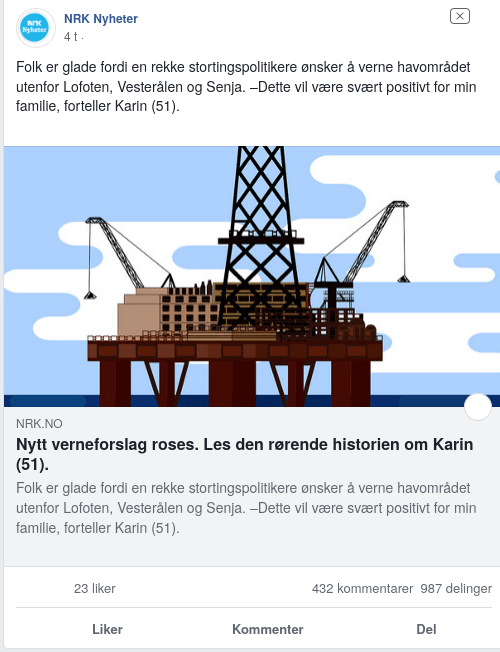 NRK
Nyheter
NRK Nyheter
4 t ·
Folk er glade fordi en rekke stortingspolitikere ønsker å verne havområdet
utenfor Lofoten, Vesterålen og Senja. –Dette vil være svært positivt for min
familie, forteller Karin (51).
NRK.NO
Nytt verneforslag roses. Les den rørende historien om Karin
(51).
Folk er glade fordi en rekke stortingspolitikere ønsker å verne havområdet
utenfor Lofoten, Vesterålen og Senja. –Dette vil være svært positivt for min
familie, forteller Karin (51).
23 liker 432 kommentarer 987 delinger
Liker Kommenter Del